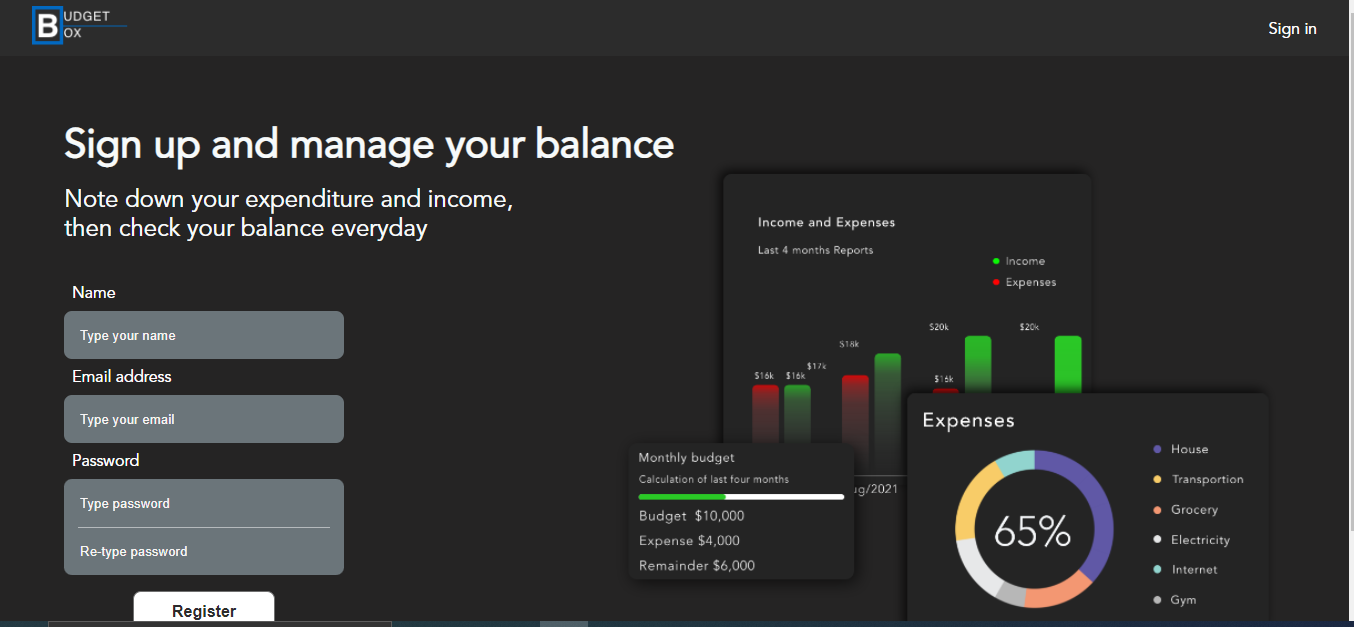 BUDGET
BOX
Sign in
Sign up and manage your balance
Note down your expenditure and income,
then check your balance everyday
Name
Type your name
Email address
Type your email
Password
Type password
Re-type password
Register
Income and Expenses
Last 4 months Reports
Income
Expenses
$16k
$16k
$17k
$18k
$20k
$16k
$20k
ug/2021
Monthly budget
Calculation of last four months
Budget $10,000
Expense $4,000
Remainder $6,000
Expenses
65%
House
Transportion
Grocery
Electricity
Internet
Gym